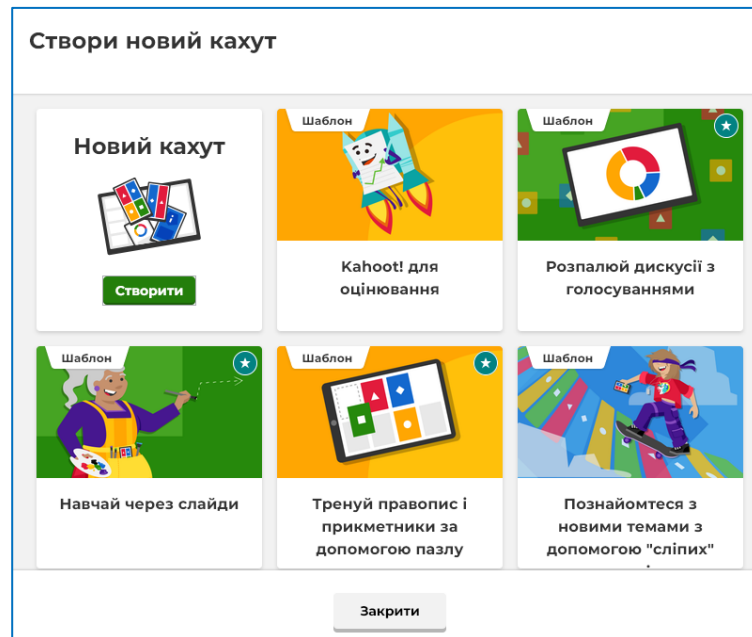 Створи новий кахут
Новий кахут
Створити
Шаблон
Kahoot! для
оцінювання
Шаблон
Розпалюй дискусії з
голосуваннями
Шаблон
Навчай через слайди
Шаблон
Тренуй правопис і
прикметники за
допомогою пазлу
Шаблон
Познайомтеся з
новими темами з
допомогою "сліпих"
Закрити